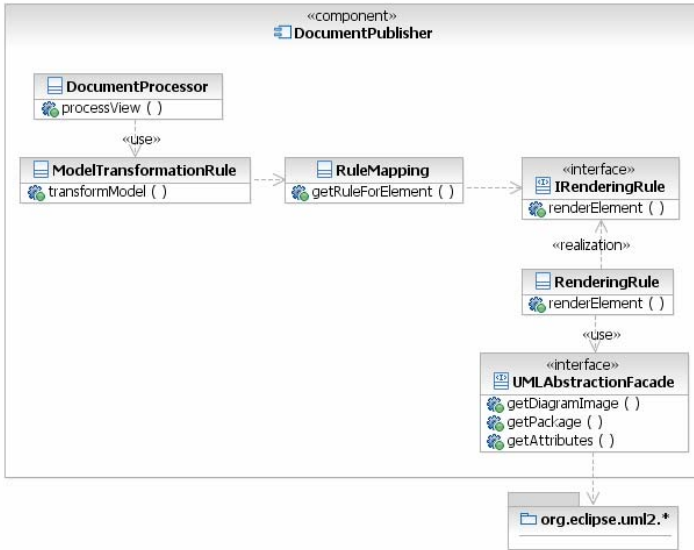 «component»
DocumentPublisher
DocumentProcessor
processView ( )
«use»
ModelTransformationRule
transformModel ( )
RuleMapping
getRuleForElement ( )
«interface»
IRenderingRule
renderElement ( )
«realization»
RenderingRule
renderElement ( )
«use»
«interface»
UMLAbstractionFacade
getDiagramImage ( )
getPackage ( )
getAttributes ( )
org.eclipse.uml2.*